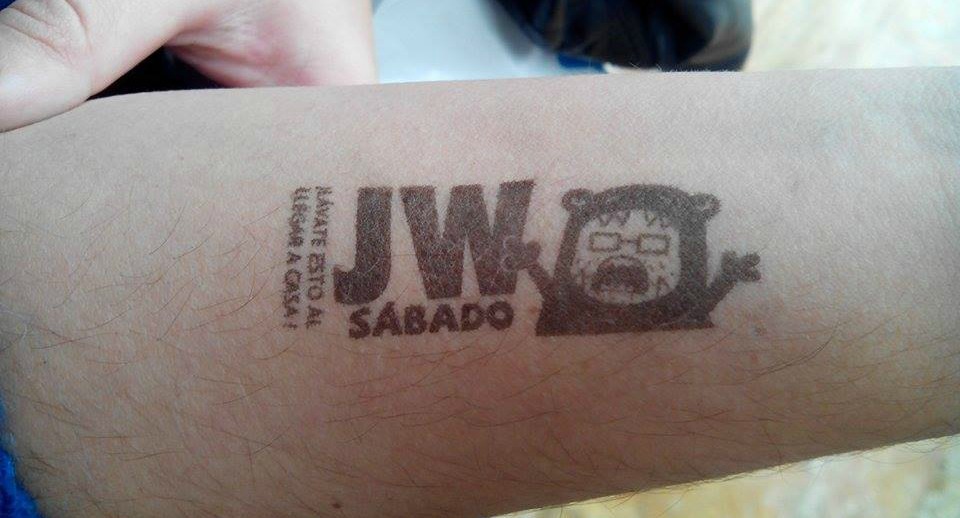 ¡LÁVATE ESTO AL
LLEGAR A CASA!
JW
SÁBADO